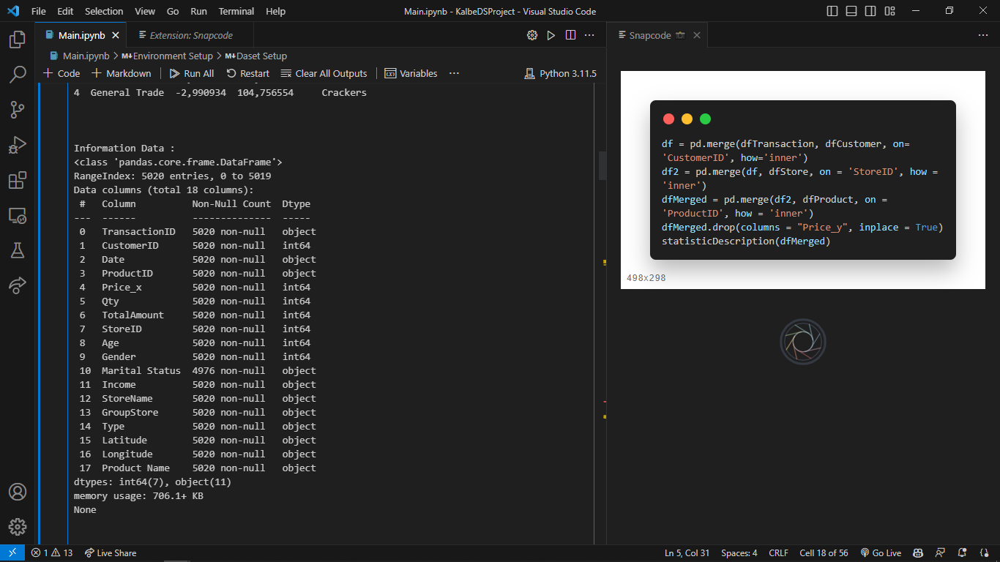 File Edit Selection View Go Run Terminal Help Main.ipynb - KalbeDSProject - Visual Studio Code
Main.ipynb Extension: Snapcode
Main.ipynb > Environment Setup > Daset Setup
+ Code + Markdown Run All Restart Clear All Outputs Variables ... Python 3.11.5
4 General Trade -2,990934 104,756554 Crackers
Information Data :
<class 'pandas.core.frame.DataFrame'>
RangeIndex: 5020 entries, 0 to 5019
Data columns (total 18 columns):
# Column Non-Null Count Dtype
--- ------ -------------- -----
0 TransactionID 5020 non-null object
1 CustomerID 5020 non-null int64
2 Date 5020 non-null object
3 ProductID 5020 non-null object
4 Price_x 5020 non-null int64
5 Qty 5020 non-null int64
6 TotalAmount 5020 non-null int64
7 StoreID 5020 non-null int64
8 Age 5020 non-null int64
9 Gender 5020 non-null int64
10 Marital Status 4976 non-null object
11 Income 5020 non-null object
12 StoreName 5020 non-null object
13 GroupStore 5020 non-null object
14 Type 5020 non-null object
15 Latitude 5020 non-null object
16 Longitude 5020 non-null object
17 Product Name 5020 non-null object
dtypes: int64(7), object(11)
memory usage: 706.1+ KB
None
Snapcode
df = pd.merge(dfTransaction, dfCustomer, on=
'CustomerID', how='inner')
df2 = pd.merge(df, dfStore, on = 'StoreID', how =
'inner')
dfMerged = pd.merge(df2, dfProduct, on =
'ProductID', how = 'inner')
dfMerged.drop(columns = "Price_y", inplace = True)
statisticDescription(dfMerged)
498x298
1 13 Live Share Ln 5, Col 31 Spaces: 4 CRLF Cell 18 of 56 Go Live